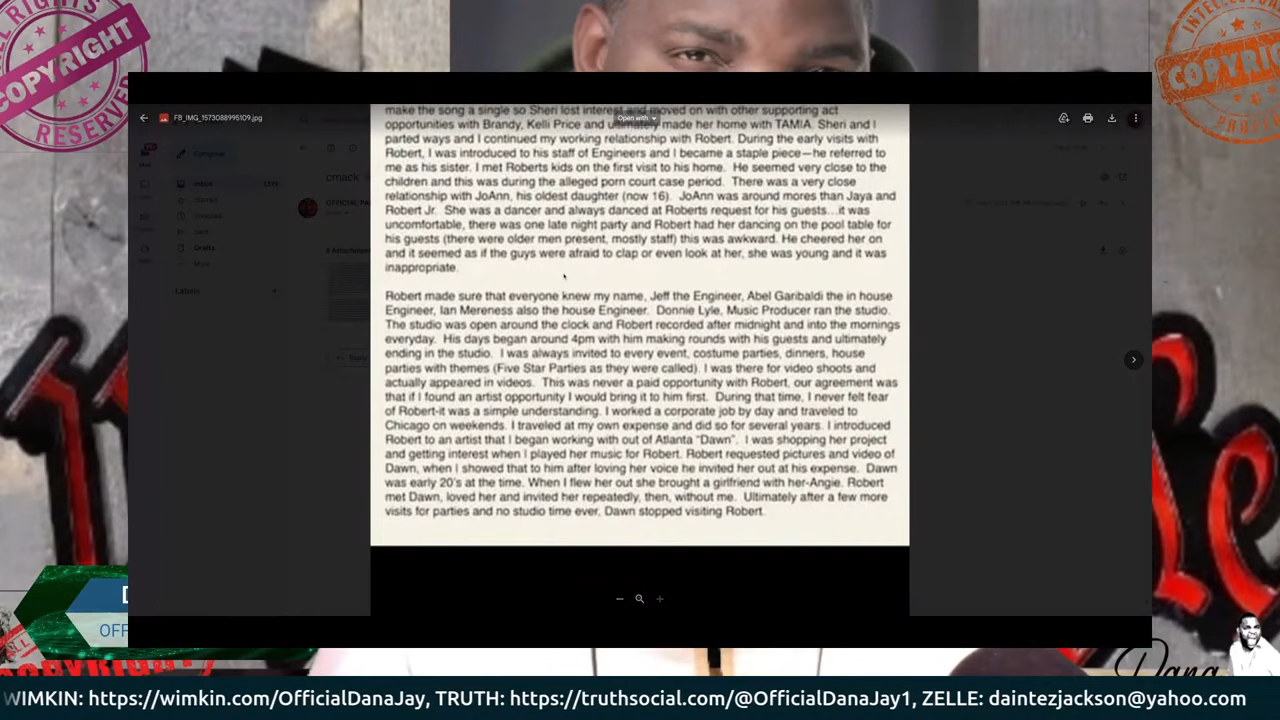 INTELLECTUAL
COPYRIGHT
RESERVED
COPYRIGHT
make the song a single so Sheri lost interest and moved on with other supporting act
FB_IMG_1573088995109.jpg
Open with
opportunities with Brandy, Kelli Price and ultimately made her home with TAMIA. Sheri and I
parted ways and I continued my working relationship with Robert. During the early visits with
Robert, I was introduced to his staff of Engineers and I became a staple piece—he referred to
me as his sister. I met Roberts kids on the first visit to his home. He seemed very close to the
children and this was during the alleged porn court case period. There was a very close
relationship with JoAnn, his oldest daughter (now 16). JoAnn was around mores than Jaya and
Robert Jr. She was a dancer and always danced at Roberts request for his guests...it was
uncomfortable, there was one late night party and Robert had her dancing on the pool table for
his guests (there were older men present, mostly staff) this was awkward. He cheered her on
and it seemed as if the guys were afraid to clap or even look at her, she was young and it was
inappropriate.
Robert made sure that everyone knew my name, Jeff the Engineer, Abel Garibaldi the in house
Engineer, Ian Mereness also the house Engineer. Donnie Lyle, Music Producer ran the studio.
The studio was open around the clock and Robert recorded after midnight and into the mornings
everyday. His days began around 4pm with him making rounds with his guests and ultimately
ending in the studio. I was always invited to every event, costume parties, dinners, house
parties with themes (Five Star Parties as they were called). I was there for video shoots and
actually appeared in videos. This was never a paid opportunity with Robert, our agreement was
that if I found an artist opportunity I would bring it to him first. During that time, I never felt fear
of Robert-it was a simple understanding. I worked a corporate job by day and traveled to
Chicago on weekends. I traveled at my own expense and did so for several years. I introduced
Robert to an artist that I began working with out of Atlanta “Dawn”. I was shopping her project
and getting interest when I played her music for Robert. Robert requested pictures and video of
Dawn, when I showed that to him after loving her voice he invited her out at his expense. Dawn
was early 20's at the time. When I flew her out she brought a girlfriend with her-Angie. Robert
met Dawn, loved her and invited her repeatedly, then, without me. Ultimately after a few more
visits for parties and no studio time ever, Dawn stopped visiting Robert.
Compose
Inbox
Drafts
More
Labels
cmack
Reply
D
OFF
COPYRIGHT
Dana
WIMKIN: https://wimkin.com/OfficialDanaJay, TRUTH: https://truthsocial.com/@OfficialDanaJay1, ZELLE: daintezjackson@yahoo.com